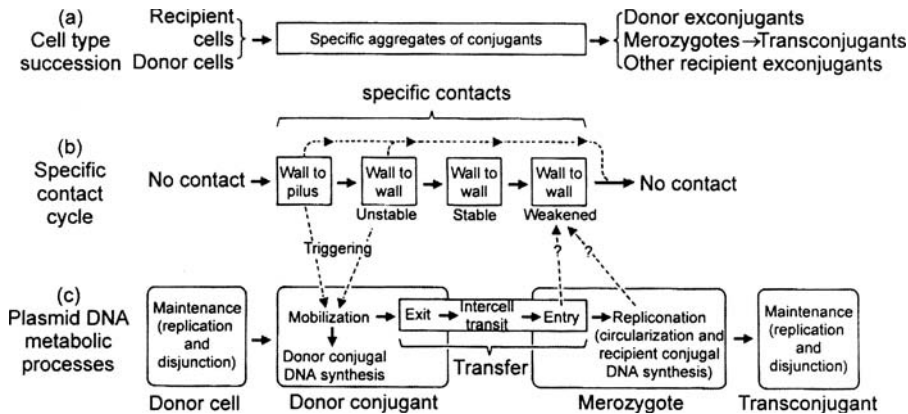 (a)
Cell type
succession
Recipient
cells
Donor cells
Specific aggregates of conjugants
Donor exconjugants
Merozygotes→Transconjugants
Other recipient exconjugants
specific contacts
(b)
Specific
contact
cycle
No contact
Wall to
pilus
Wall to
wall
Unstable
Wall to
wall
Stable
Wall to
wall
Weakened
No contact
Triggering
?
?
(c)
Plasmid DNA
metabolic
processes
Maintenance
(replication
and
disjunction)
Donor cell
Mobilization
Donor conjugal
DNA synthesis
Donor conjugant
Exit
Intercell
transit
Entry
Transfer
Repliconation
(circularization and
recipient conjugal
DNA synthesis)
Merozygote
Maintenance
(replication
and
disjunction)
Transconjugant